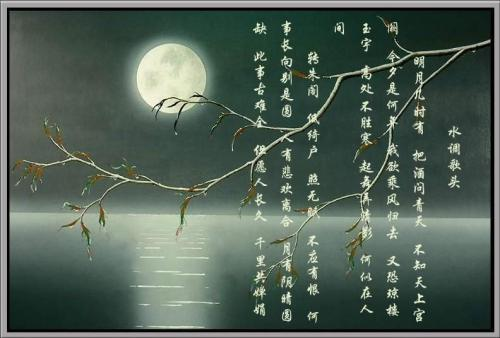 水调歌头
明月几时有 把酒问青天 不知天上宫
阙 今夕是何年 我欲乘风归去 又恐琼楼
玉宇 高处不胜寒 起舞弄清影 何似在人
间
转朱阁 低绮户 照无眠 不应有恨 何
事长向别是圆 人有悲欢离合 月有阴晴圆
缺 此事古难全 但愿人长久 千里共婵娟